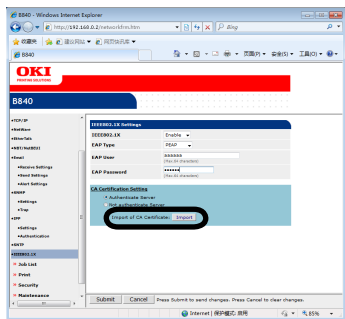 B840 - Windows Internet Explorer
http://192.168.0.2/networkfrm.htm
Bing
收藏夹 建议网站 网页快讯库
B840
页面(P) 安全(S) 工具(O)
OKI
PRINTING SOLUTIONS
B840
TCP/IP
NetWare
EtherTalk
NBT/NetBEUI
Email
Receive Settings
Send Settings
Alert Settings
SNMP
Settings
Trap
IPP
Settings
Authentication
SNTP
IEEE802.1X
Job List
Print
Security
Maintenance
IEEE802.1X Settings
IEEE802.1X Enable
EAP Type PEAP
EAP User
(Max.64 characters)
EAP Password
(Max.64 characters)
CA Certification Setting
Authenticate Server
Not authenticate Server
Import of CA Certificate: Import
Submit Cancel Press Submit to send changes. Press Cancel to clear changes.
Internet | 保护模式: 禁用 85%